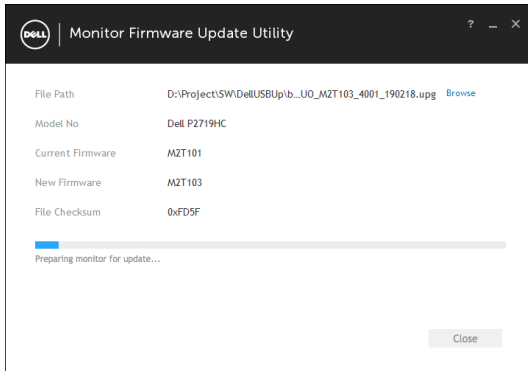 DELL Monitor Firmware Update Utility ? _ ×
File Path D:\Project\SW\DellUSBUp\b...UO_M2T103_4001_190218.upg Browse
Model No Dell P2719HC
Current Firmware M2T101
New Firmware M2T103
File Checksum 0xFD5F
Preparing monitor for update...
Close